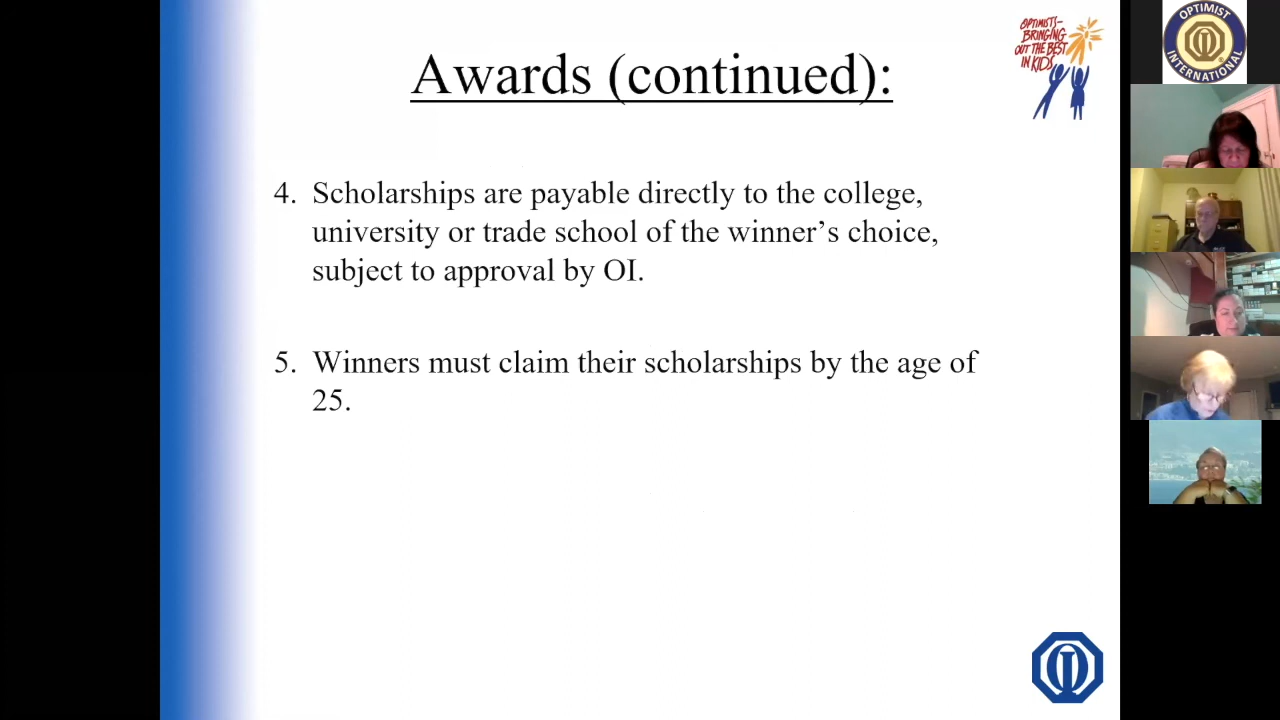 Awards (continued):
OPTIMISTS-
BRINGING
OUT THE BEST
IN KIDS
OPTIMIST
INTERNATIONAL
4. Scholarships are payable directly to the college,
university or trade school of the winner’s choice,
subject to approval by OI.
5. Winners must claim their scholarships by the age of
25.